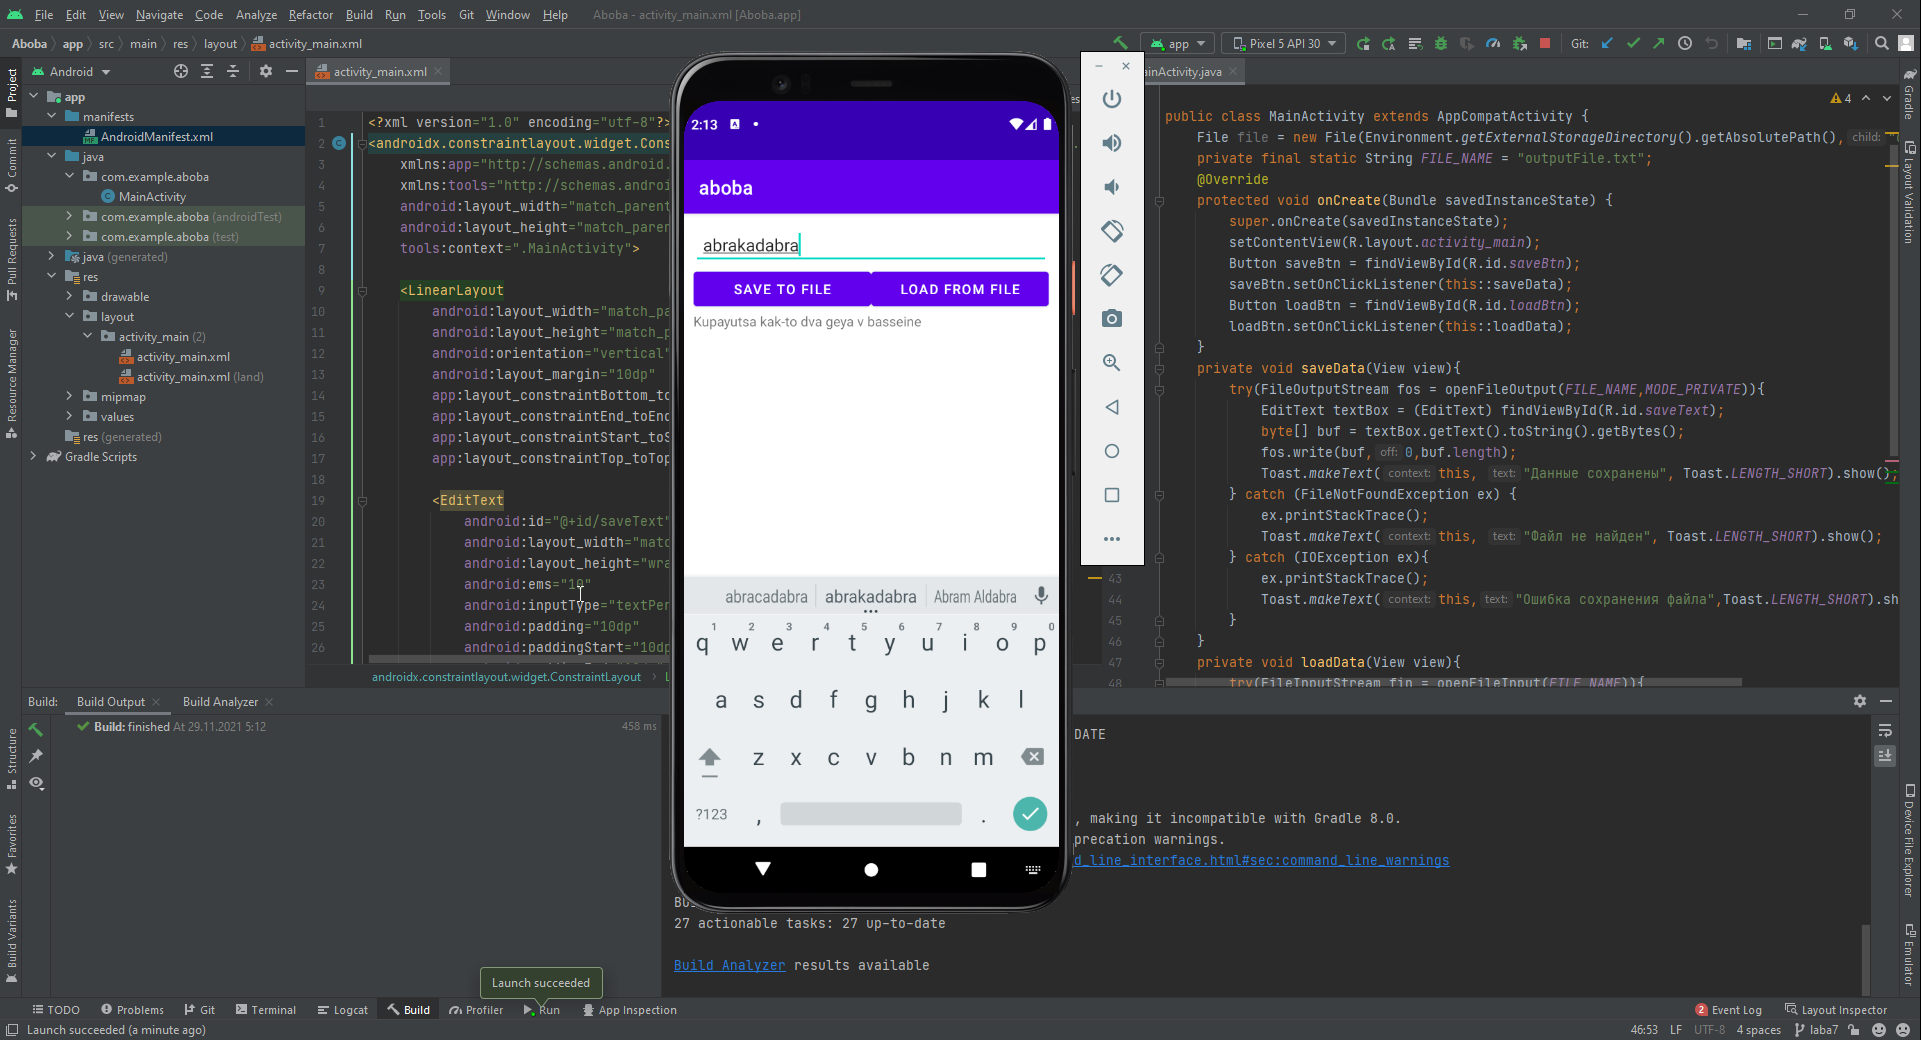 File Edit View Navigate Code Analyze Refactor Build Run Tools Git Window Help Aboba - activity_main.xml [Aboba.app]
Aboba app src main res layout activity_main.xml app Pixel 5 API 30 Git:
Project
Commit
Pull Requests
Resource Manager
Structure
Favorites
Build Variants
Android
app
manifests
AndroidManifest.xml
java
com.example.aboba
MainActivity
com.example.aboba (androidTest)
com.example.aboba (test)
java (generated)
res
drawable
layout
activity_main (2)
activity_main.xml
activity_main.xml (land)
mipmap
values
res (generated)
Gradle Scripts
activity_main.xml
1 <?xml version="1.0" encoding="utf-8"?>
2 <androidx.constraintlayout.widget.Cons
3 xmlns:app="http://schemas.android.
4 xmlns:tools="http://schemas.androi
5 android:layout_width="match_parent
6 android:layout_height="match_paren
7 tools:context=".MainActivity">
8
9 <LinearLayout
10 android:layout_width="match_pa
11 android:layout_height="match_p
12 android:orientation="vertical"
13 android:layout_margin="10dp"
14 app:layout_constraintBottom_to
15 app:layout_constraintEnd_toEnd
16 app:layout_constraintStart_toS
17 app:layout_constraintTop_toTop
18
19 <EditText
20 android:id="@+id/saveText"
21 android:layout_width="matc
22 android:layout_height="wra
23 android:ems="10"
24 android:inputType="textPer
25 android:padding="10dp"
26 android:paddingStart="10dp
androidx.constraintlayout.widget.ConstraintLayout
2:13
aboba
abrakadabra
SAVE TO FILE LOAD FROM FILE
Kupayutsa kak-to dva geya v basseine
abracadabra abrakadabra Abram Aldabra
1 2 3 4 5 6 7 8 9 0
q w e r t y u i o p
a s d f g h j k l
z x c v b n m
?123 , .
ainActivity.java
4
public class MainActivity extends AppCompatActivity {
File file = new File(Environment.getExternalStorageDirectory().getAbsolutePath(), child:
private final static String FILE_NAME = "outputFile.txt";
@Override
protected void onCreate(Bundle savedInstanceState) {
super.onCreate(savedInstanceState);
setContentView(R.layout.activity_main);
Button saveBtn = findViewById(R.id.saveBtn);
saveBtn.setOnClickListener(this::saveData);
Button loadBtn = findViewById(R.id.loadBtn);
loadBtn.setOnClickListener(this::loadData);
}
private void saveData(View view){
try(FileOutputStream fos = openFileOutput(FILE_NAME,MODE_PRIVATE)){
EditText textBox = (EditText) findViewById(R.id.saveText);
byte[] buf = textBox.getText().toString().getBytes();
fos.write(buf, off: 0,buf.length);
Toast.makeText( context: this, text: "Данные сохранены", Toast.LENGTH_SHORT).show();
} catch (FileNotFoundException ex) {
ex.printStackTrace();
Toast.makeText( context: this, text: "Файл не найден", Toast.LENGTH_SHORT).show();
} catch (IOException ex){
43 ex.printStackTrace();
44 Toast.makeText( context: this, text: "Ошибка сохранения файла",Toast.LENGTH_SHORT).sh
45 }
46 }
47 private void loadData(View view){
48 try(FileInputStream fin = openFileInput(FILE_NAME)){
Gradle
Layout Validation
Device File Explorer
Emulator
Build: Build Output Build Analyzer
Build: finished At 29.11.2021 5:12 458 ms
DATE
, making it incompatible with Gradle 8.0.
precation warnings.
d_line_interface.html#sec:command_line_warnings
27 actionable tasks: 27 up-to-date
Build Analyzer results available
Launch succeeded
TODO Problems Git Terminal Logcat Build Profiler Run App Inspection 2 Event Log Layout Inspector
Launch succeeded (a minute ago) 46:53 LF UTF-8 4 spaces laba7